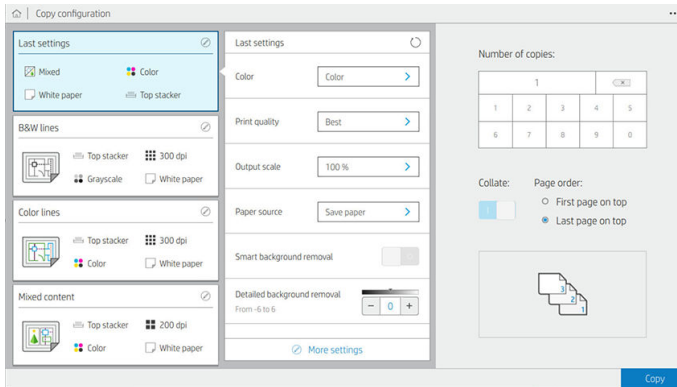 Copy configuration
Last settings
Mixed
Color
White paper
Top stacker
B&W lines
Top stacker
300 dpi
Grayscale
White paper
Color lines
Top stacker
300 dpi
Color
White paper
Mixed content
Top stacker
200 dpi
Color
White paper
Last settings
Color
Color
Print quality
Best
Output scale
100 %
Paper source
Save paper
Smart background removal
Detailed background removal
From -6 to 6
- 0 +
More settings
Number of copies:
1
1 2 3 4 5
6 7 8 9 0
Collate:
Page order:
First page on top
Last page on top
3
2
1
Copy